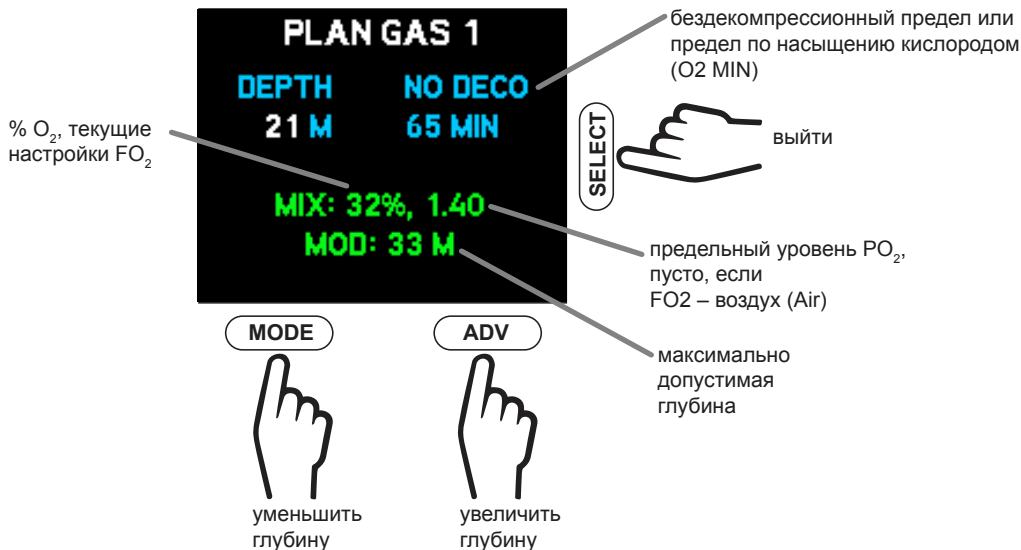 PLAN GAS 1
DEPTH NO DECO
21 M 65 MIN
MIX: 32%, 1.40
MOD: 33 M
бездекомпрессионный предел или
предел по насыщению кислородом
(O2 MIN)
% O₂, текущие
настройки FO₂
SELECT
выйти
предельный уровень PO₂,
пусто, если
FO2 – воздух (Air)
максимально
допустимая
глубина
MODE
ADV
уменьшить
глубину
увеличить
глубину